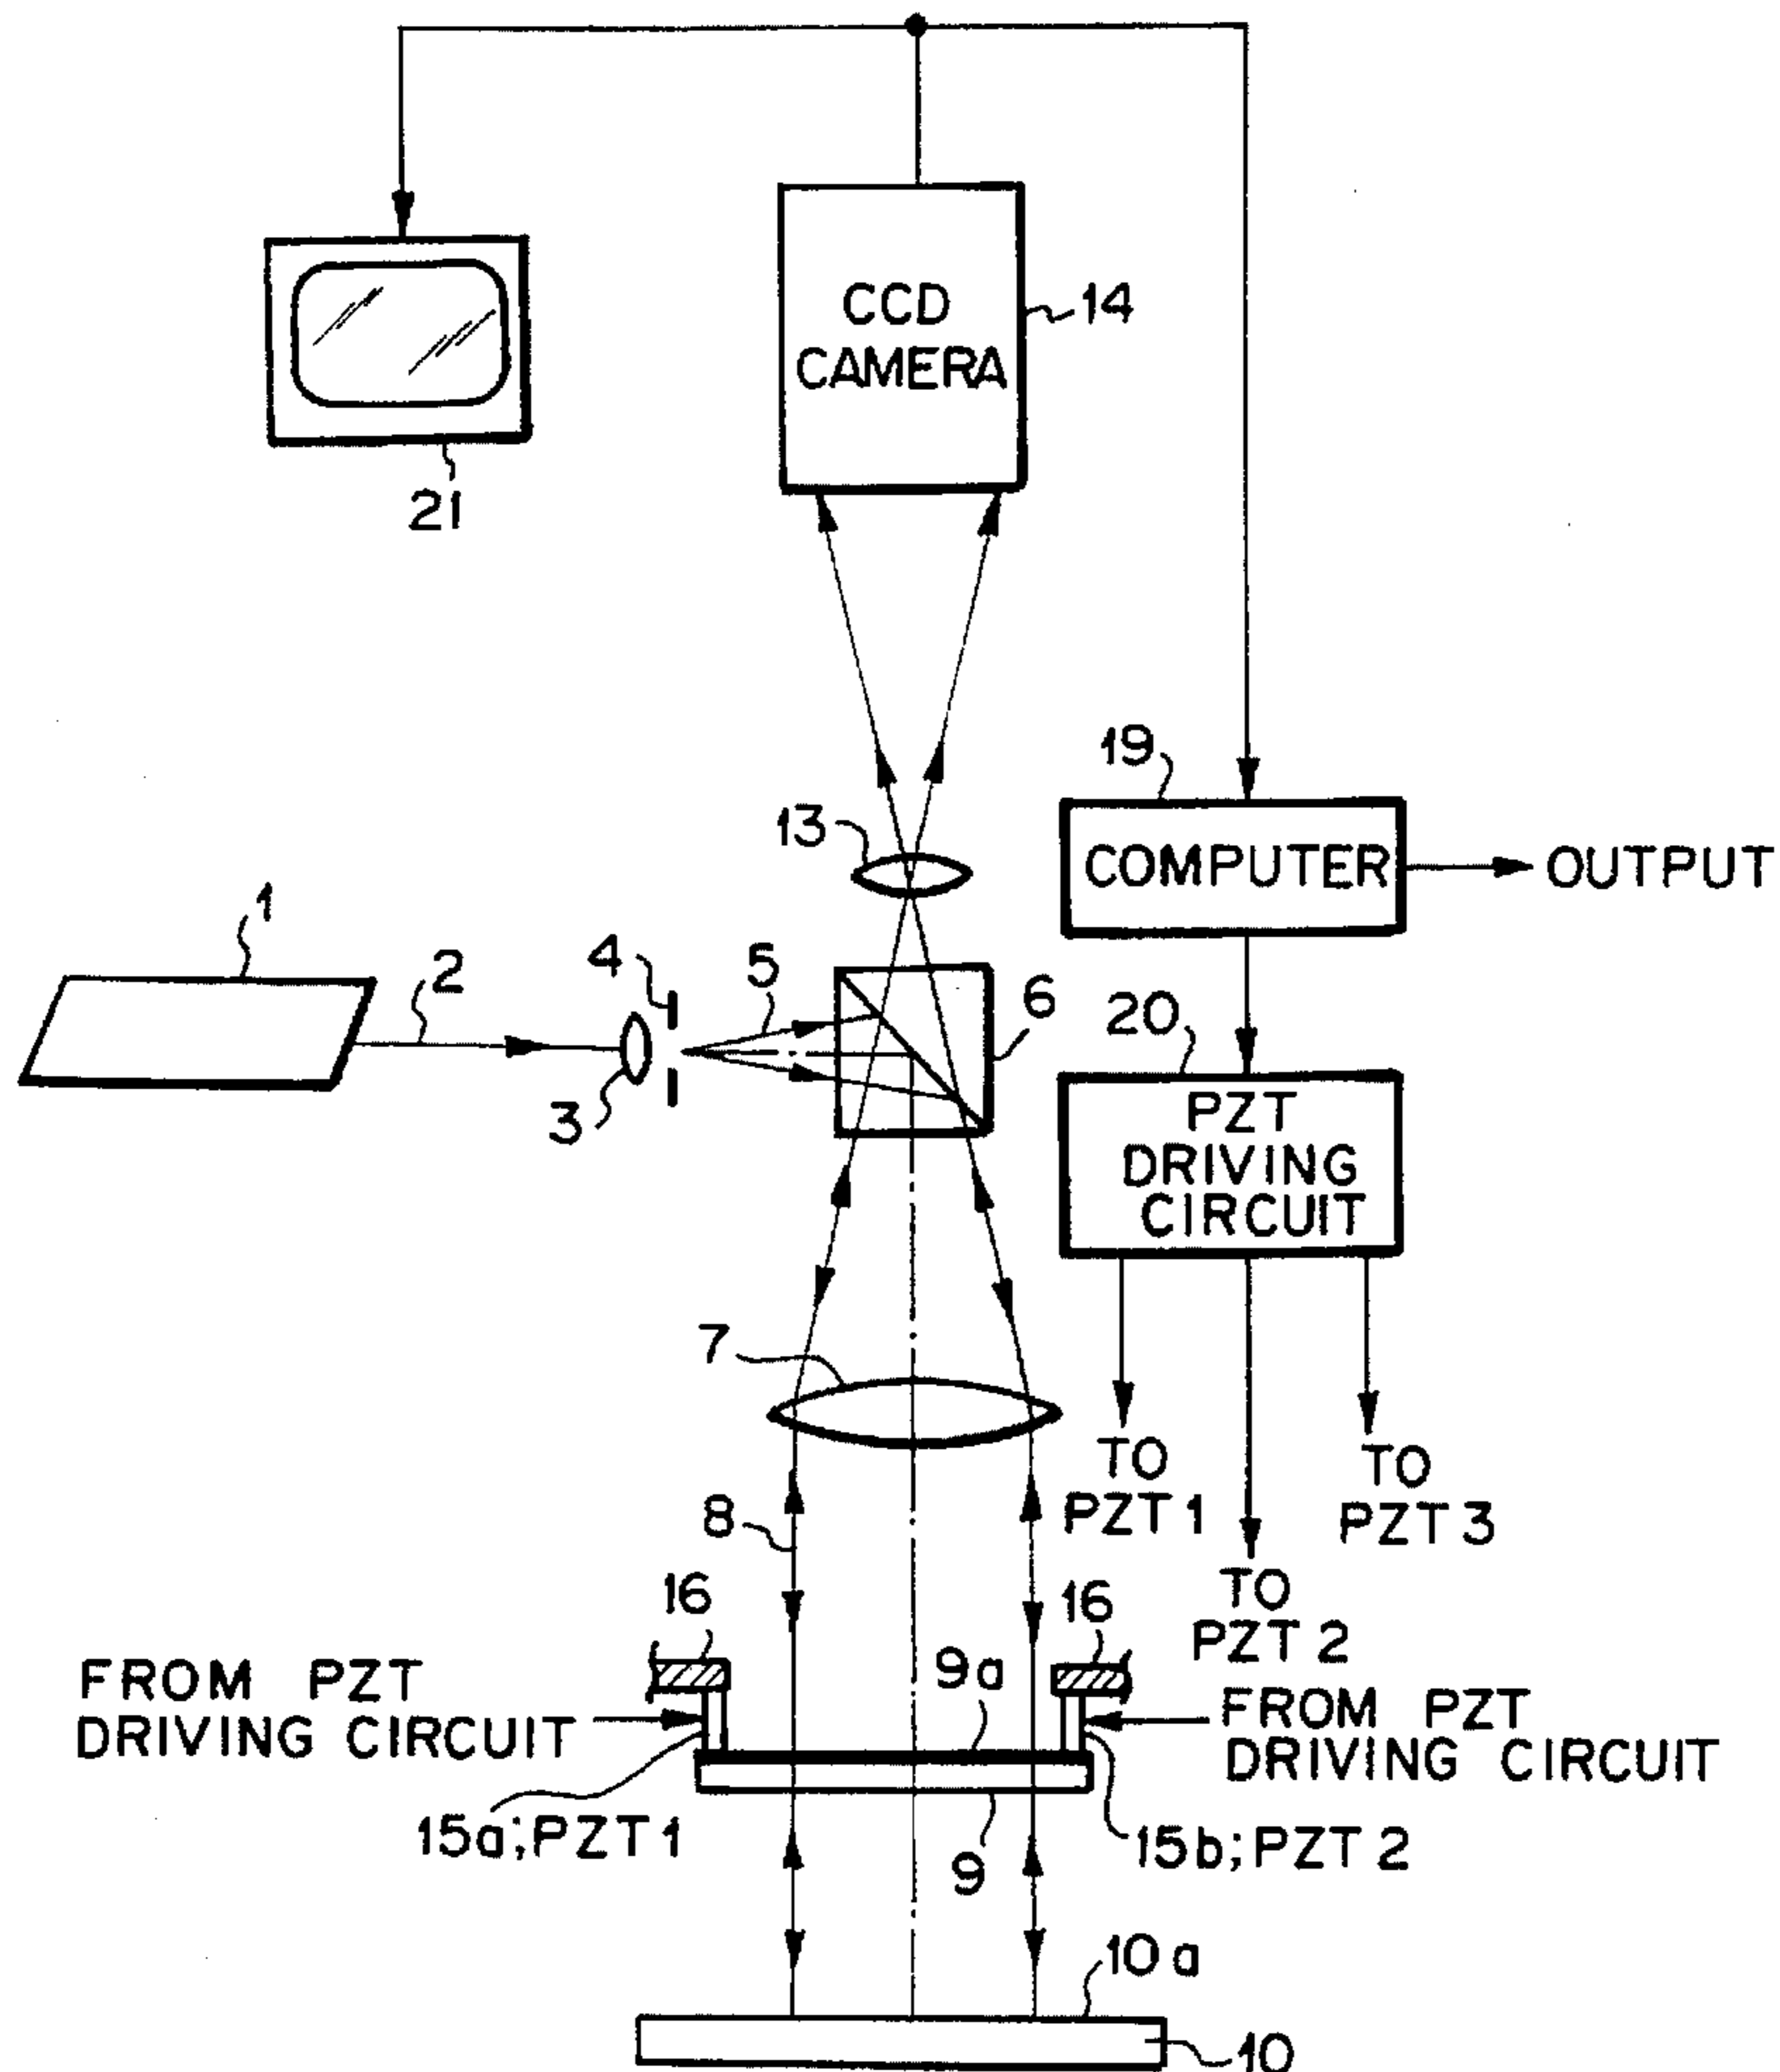 CCD
CAMERA
14
21
19
13
COMPUTER
OUTPUT
1
2
4
5
6
20
3
PZT
DRIVING
CIRCUIT
7
TO
PZT 1
TO
PZT 3
8
TO
PZT 2
16
16
9a
FROM PZT
DRIVING CIRCUIT
FROM PZT
DRIVING CIRCUIT
15a;PZT 1
9
15b;PZT 2
10a
10